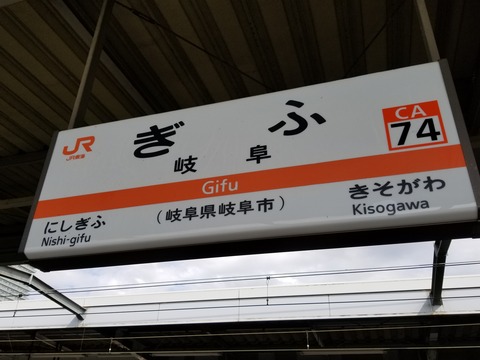 JR
JR東海
ぎふ
岐阜
CA
74
Gifu
にしぎふ
Nishi-gifu
(岐阜県岐阜市)
きそがわ
Kisogawa